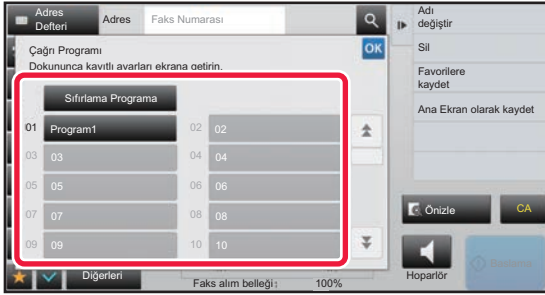 Adres
Defteri
Adres
Faks Numarası
Adı
değiştir
Çağrı Programı
OK
Sil
Dokununca kayıtlı ayarları ekrana getirin.
Favorilere
kaydet
Sıfırlama Programa
Ana Ekran olarak kaydet
01 Program1
02 02
03 03
04 04
05 05
06 06
07 07
08 08
Önizle
CA
09 09
10 10
Diğerleri
Faks alım belleği: 100%
Hoparlör